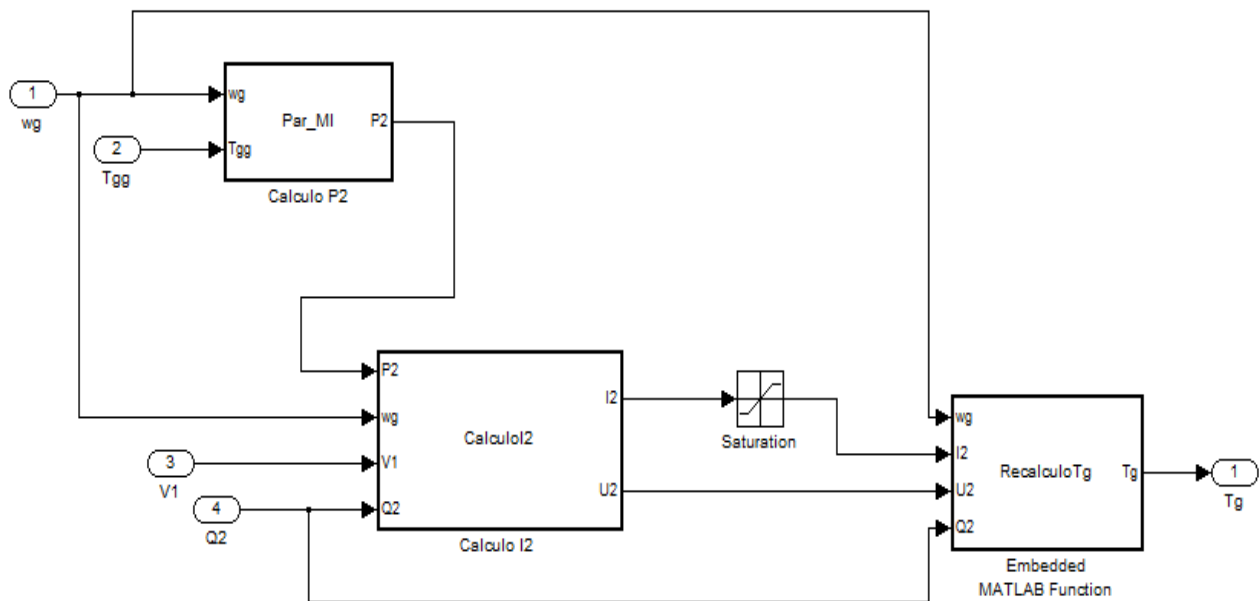 1
wg
2
Tgg
wg
Tgg
Par_MI
P2
Calculo P2
3
V1
4
Q2
P2
wg
V1
Q2
CalculoI2
I2
U2
Calculo I2
Saturation
wg
I2
U2
Q2
RecalculoTg
Tg
Embedded
MATLAB Function
1
Tg